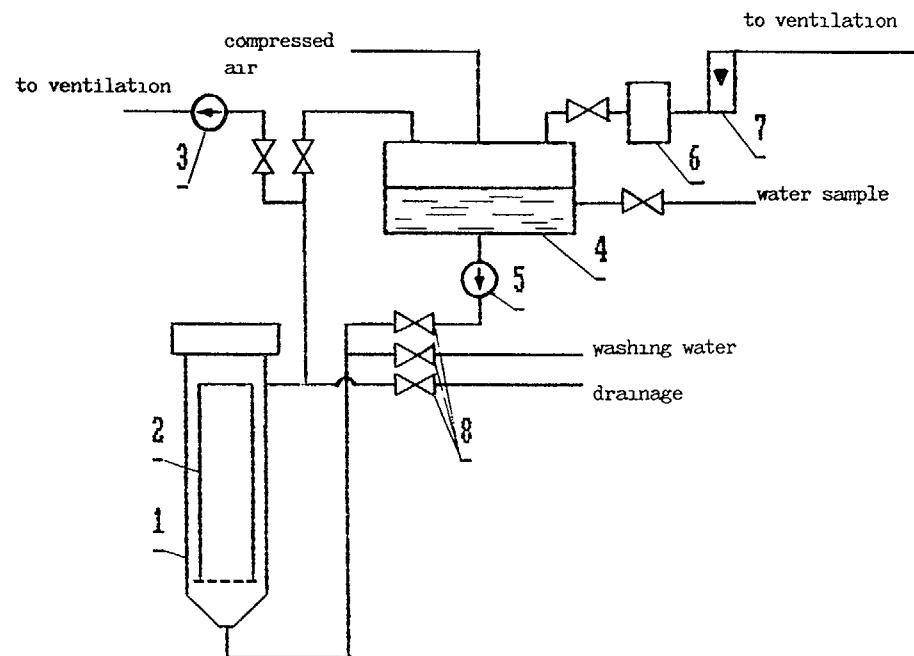 to ventilation
compressed
air
to ventilation
3
7
6
water sample
4
5
washing water
drainage
8
2
1